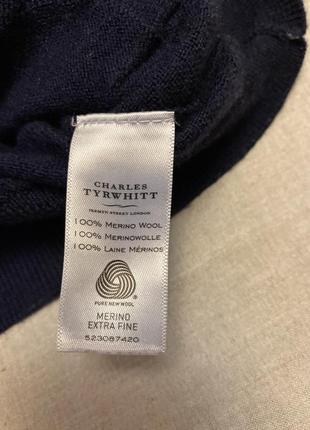 CHARLES
TYRWHITT
JERMYN STREET LONDON
100% MERINO WOOL
100% MERINOWOLLE
100% LAINE MÉRINOS
PURE NEW WOOL
MERINO
EXTRA FINE
523087420